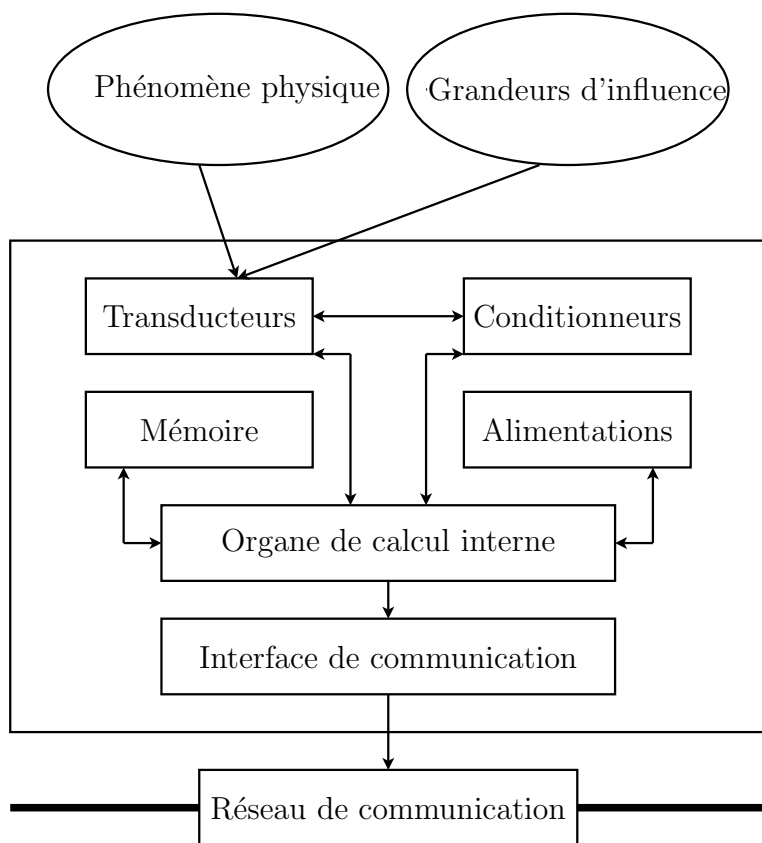 Phénomène physique
Grandeurs d'influence
Transducteurs
Conditionneurs
Mémoire
Alimentations
Organe de calcul interne
Interface de communication
Réseau de communication